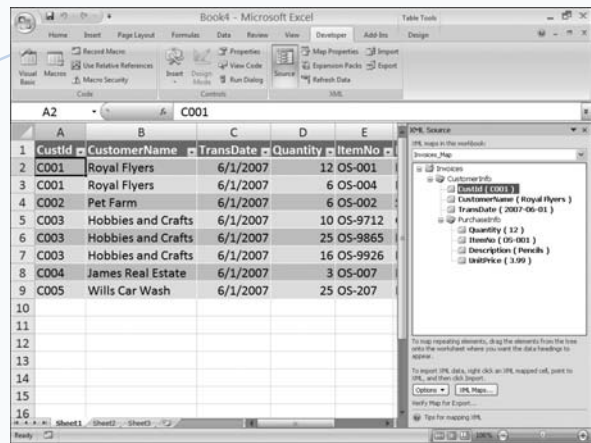 Book4 - Microsoft Excel
Table Tools
Home Insert Page Layout Formulas Data Review View Developer Add-Ins Design
Visual Basic
Macros
Record Macro
Use Relative References
Macro Security
Code
Insert
Design Mode
Properties
View Code
Run Dialog
Controls
Source
Map Properties
Expansion Packs
Refresh Data
Import
Export
XML
A2
fx
C001
A B C D E
1 CustId CustomerName TransDate Quantity ItemNo
2 C001 Royal Flyers 6/1/2007 12 OS-001
3 C001 Royal Flyers 6/1/2007 6 OS-004
4 C002 Pet Farm 6/1/2007 6 OS-002
5 C003 Hobbies and Crafts 6/1/2007 10 OS-9712
6 C003 Hobbies and Crafts 6/1/2007 25 OS-9865
7 C003 Hobbies and Crafts 6/1/2007 16 OS-9926
8 C004 James Real Estate 6/1/2007 3 OS-007
9 C005 Wills Car Wash 6/1/2007 25 OS-207
10
11
12
13
14
15
16
Sheet1 Sheet2 Sheet3
Ready
100%
XML Source
XML maps in the workbook:
Invoices_Map
Invoices
CustomerInfo
CustId ( C001 )
CustomerName ( Royal Flyers )
TransDate ( 2007-06-01 )
PurchaseInfo
Quantity ( 12 )
ItemNo ( OS-001 )
Description ( Pencils )
UnitPrice ( 3.99 )
To map repeating elements, drag the elements from the tree
onto the worksheet where you want the data headings to
appear.
To import XML data, right click an XML mapped cell, point to
XML, and then click Import.
Options
XML Maps...
Verify Map for Export...
Tips for mapping XML